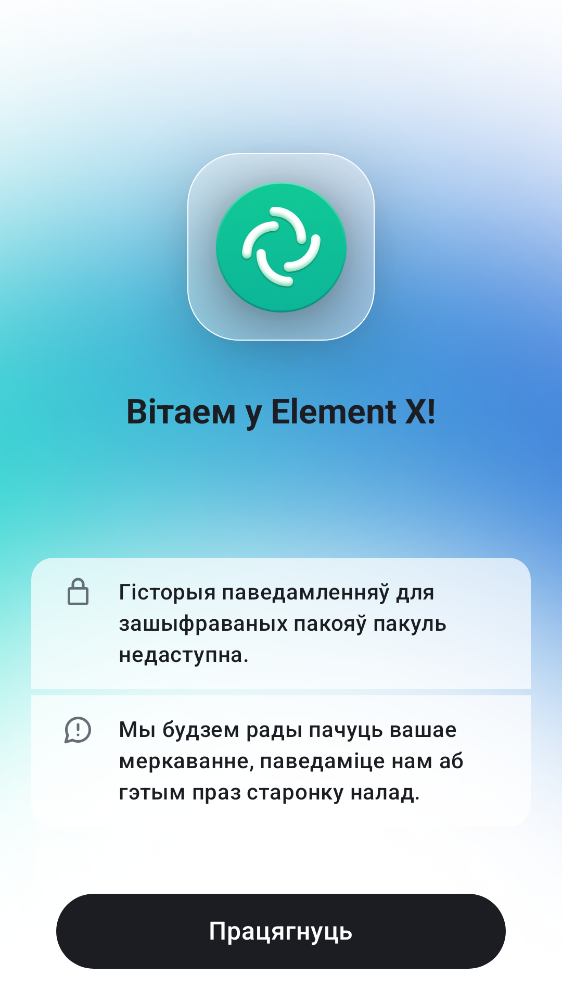 Вітаем у Element X!
Гісторыя паведамленняў для
зашыфраваных пакояў пакуль
недаступна.
Мы будзем рады пачуць вашае
меркаванне, паведаміце нам аб
гэтым праз старонку налад.
Працягнуць